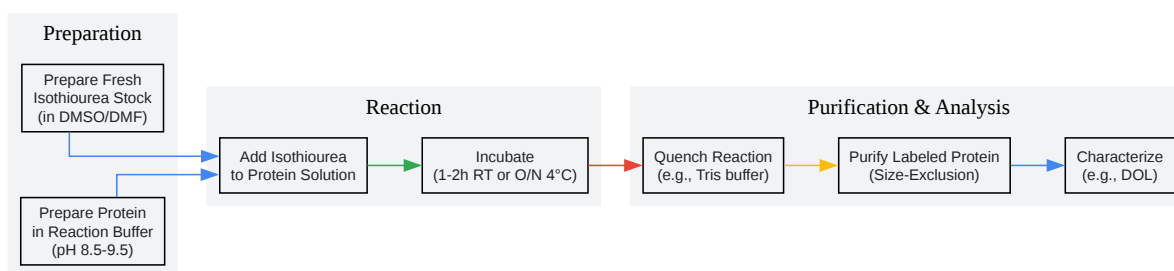 Preparation
Prepare Fresh
Isothiourea Stock
(in DMSO/DMF)
Prepare Protein
in Reaction Buffer
(pH 8.5-9.5)
Reaction
Add Isothiourea
to Protein Solution
Incubate
(1-2h RT or O/N 4°C)
Purification & Analysis
Quench Reaction
(e.g., Tris buffer)
Purify Labeled Protein
(Size-Exclusion)
Characterize
(e.g., DOL)